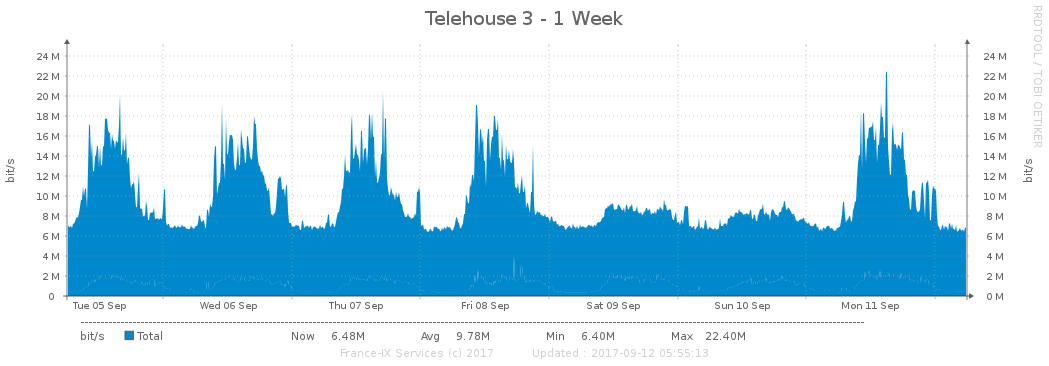 Telehouse 3 - 1 Week
RRDTOOL / TOBI OETIKER
24 M 24 M
22 M 22 M
20 M 20 M
18 M 18 M
16 M 16 M
14 M 14 M
12 M 12 M
10 M 10 M
8 M 8 M
6 M 6 M
4 M 4 M
2 M 2 M
0 0 M
bit/s bit/s
Tue 05 Sep Wed 06 Sep Thu 07 Sep Fri 08 Sep Sat 09 Sep Sun 10 Sep Mon 11 Sep
bit/s Total Now 6.48M Avg 9.78M Min 6.40M Max 22.40M
France-IX Services (c) 2017 Updated : 2017-09-12 05:55:13